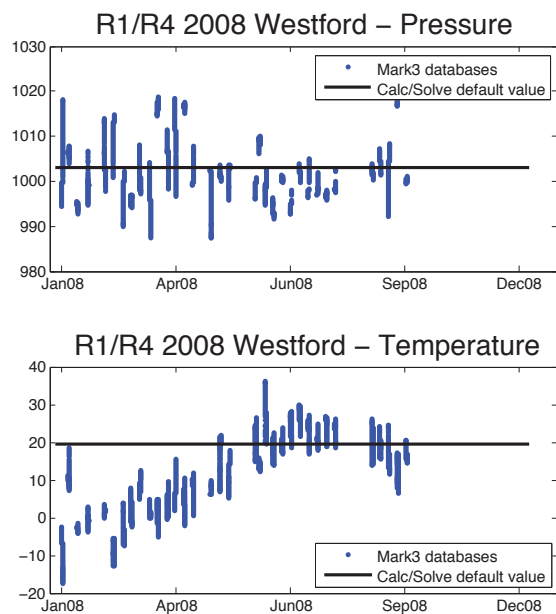 R1/R4 2008 Westford – Pressure
1030
1020
1010
1000
990
980
Mark3 databases
Calc/Solve default value
Jan08 Apr08 Jun08 Sep08 Dec08
R1/R4 2008 Westford – Temperature
40
30
20
10
0
−10
−20
Mark3 databases
Calc/Solve default value
Jan08 Apr08 Jun08 Sep08 Dec08